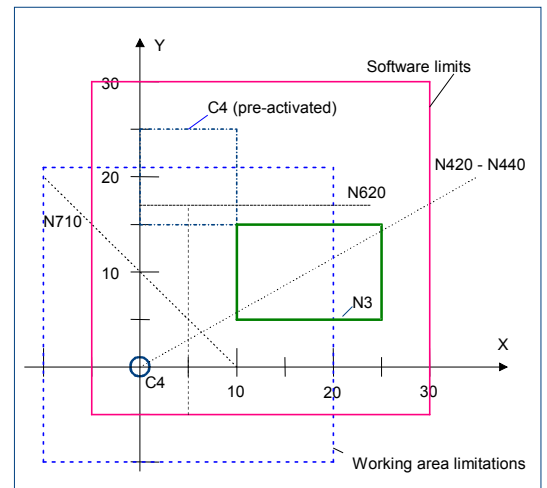 Y
Software limits
30
C4 (pre-activated)
N420 - N440
20
N620
N710
10
N3
X
C4
10
20
30
Working area limitations